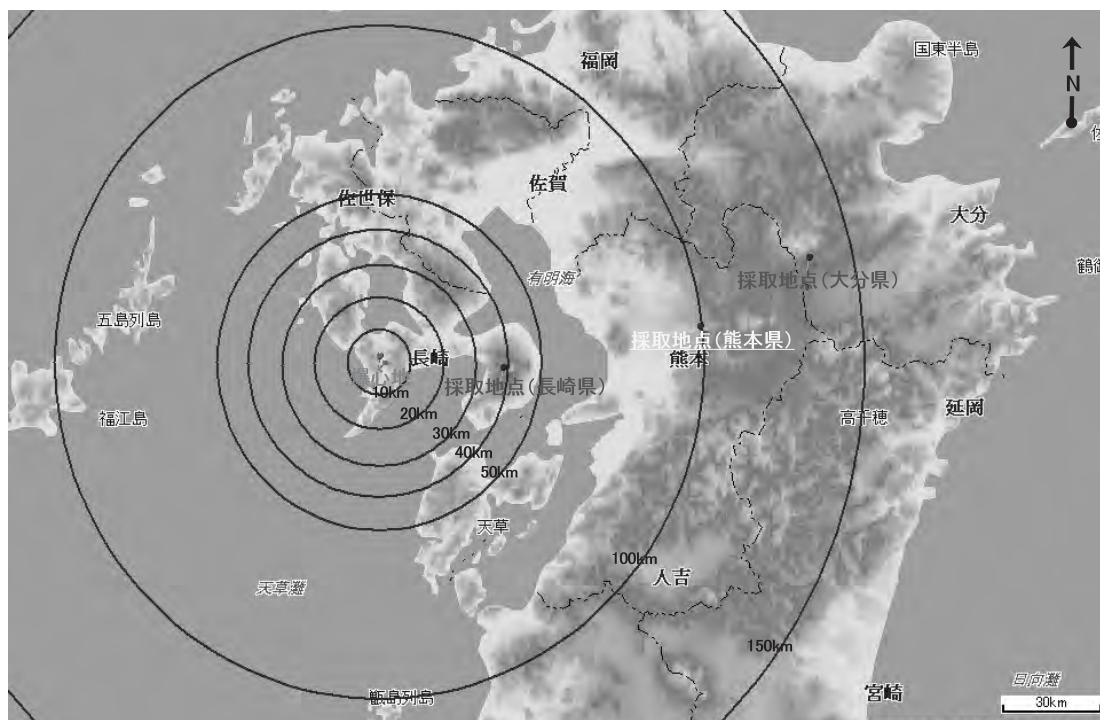 国東半島
福岡
N
佐賀
佐世保
大分
採取地点(大分県)
有明海
五島列島
採取地点(熊本県)
長崎
熊本
爆心地
採取地点(長崎県)
10km
福江島
20km
高千穂
延岡
30km
40km
50km
天草
100km
人吉
天草灘
150km
日向灘
甑島列島
宮崎
30km